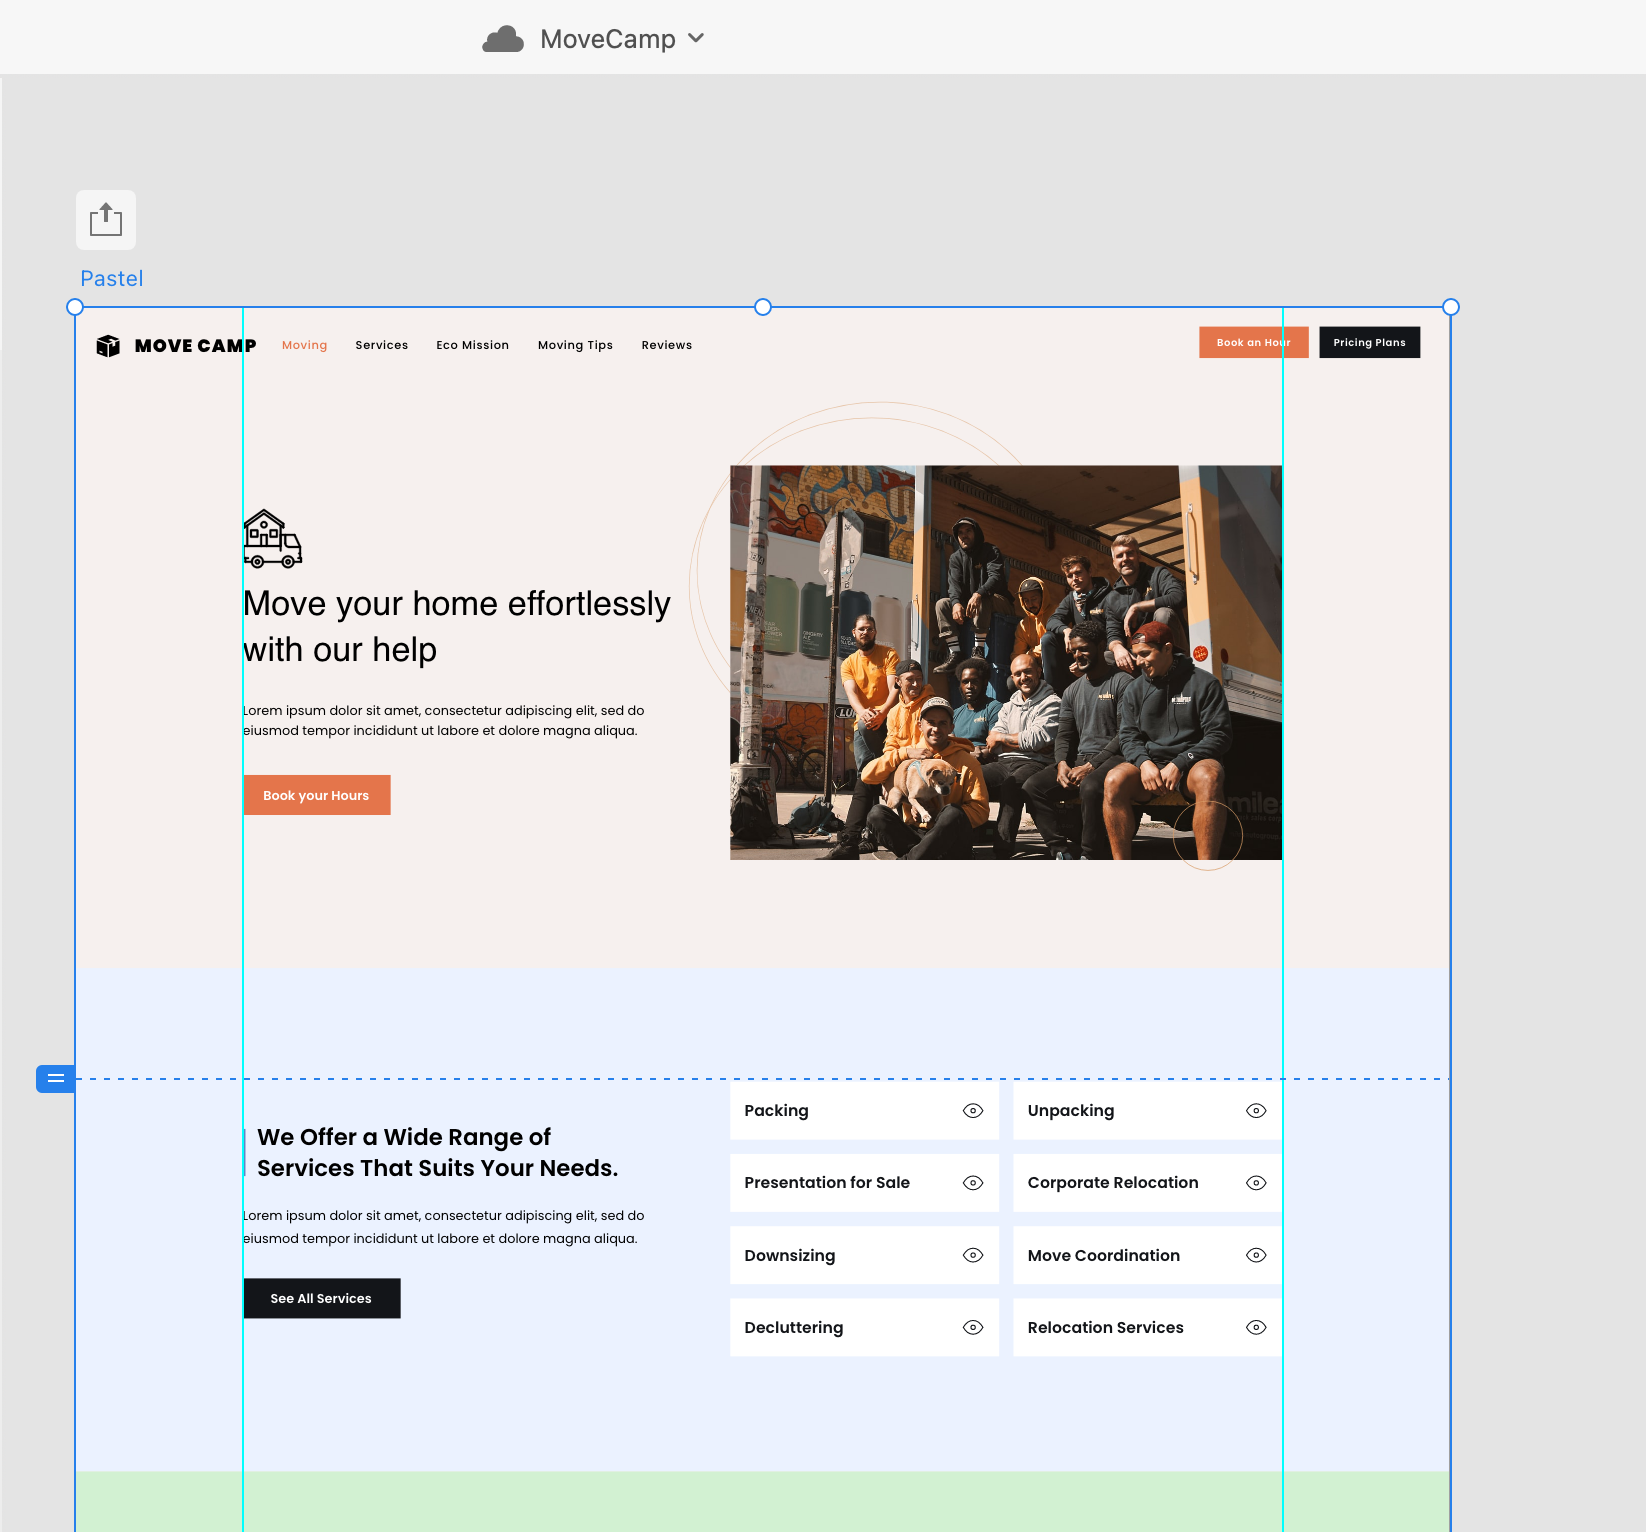 MoveCamp
Pastel
MOVE CAMP
Moving
Services
Eco Mission
Moving Tips
Reviews
Book an Hour
Pricing Plans
Move your home effortlessly
with our help
Lorem ipsum dolor sit amet, consectetur adipiscing elit, sed do
eiusmod tempor incididunt ut labore et dolore magna aliqua.
Book your Hours
mile
We Offer a Wide Range of
Services That Suits Your Needs.
Lorem ipsum dolor sit amet, consectetur adipiscing elit, sed do
eiusmod tempor incididunt ut labore et dolore magna aliqua.
See All Services
Packing
Unpacking
Presentation for Sale
Corporate Relocation
Downsizing
Move Coordination
Decluttering
Relocation Services